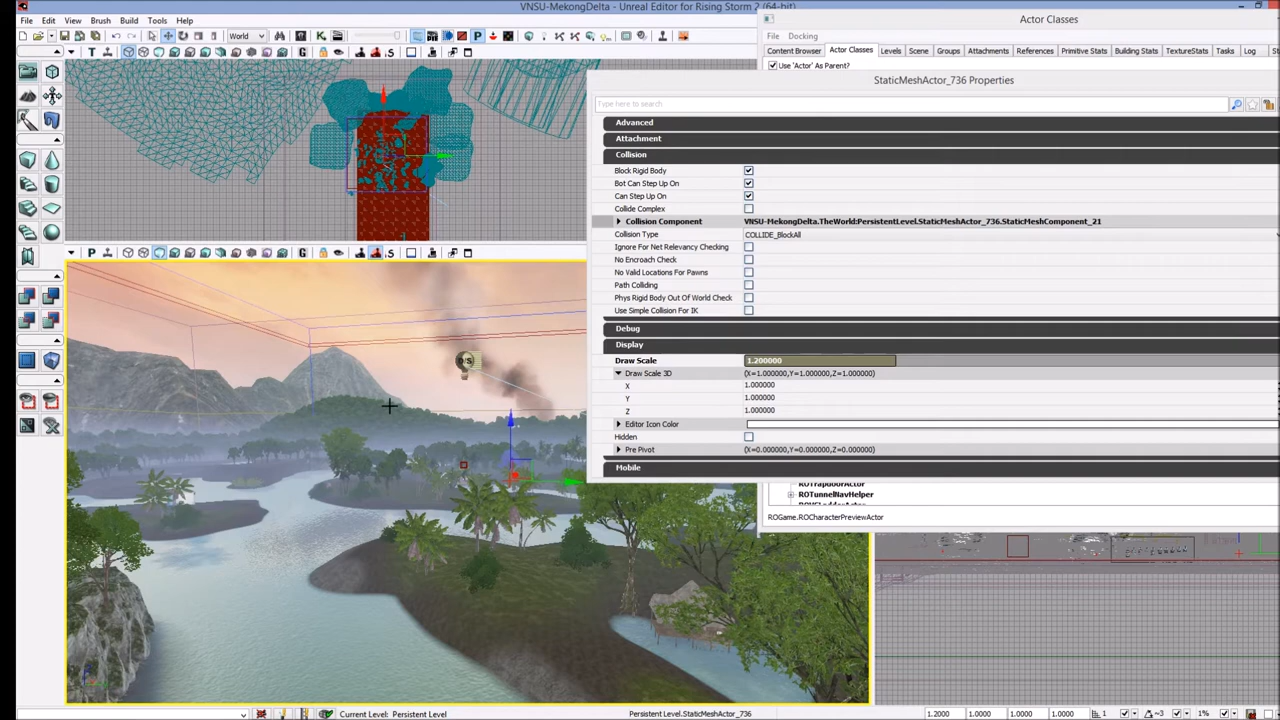 VNSU-MekongDelta - Unreal Editor for Rising Storm 2 (64-bit)
File Edit View Brush Build Tools Help
World
Actor Classes
File Docking
Content Browser Actor Classes Levels Scene Groups Attachments References Primitive Stats Building Stats TextureStats Tasks Log
Use 'Actor' As Parent?
StaticMeshActor_736 Properties
Type here to search
Advanced
Attachment
Collision
Block Rigid Body
Bot Can Step Up On
Can Step Up On
Collide Complex
Collision Component VNSU-MekongDelta.TheWorld:PersistentLevel.StaticMeshActor_736.StaticMeshComponent_21
Collision Type COLLIDE_BlockAll
Ignore For Net Relevancy Checking
No Encroach Check
No Valid Locations For Pawns
Path Colliding
Phys Rigid Body Out Of World Check
Use Simple Collision For IK
Debug
Display
Draw Scale 1.200000
Draw Scale 3D (X=1.000000,Y=1.000000,Z=1.000000)
X 1.000000
Y 1.000000
Z 1.000000
Editor Icon Color
Hidden
Pre Pivot (X=0.000000,Y=0.000000,Z=0.000000)
Mobile
ROTrapdoorActor
ROTunnelNavHelper
ROGame.ROCharacterPreviewActor
Current Level: Persistent Level Persistent Level.StaticMeshActor_736 1.2000 1.0000 1.0000 1.0000 1 ~3 1%